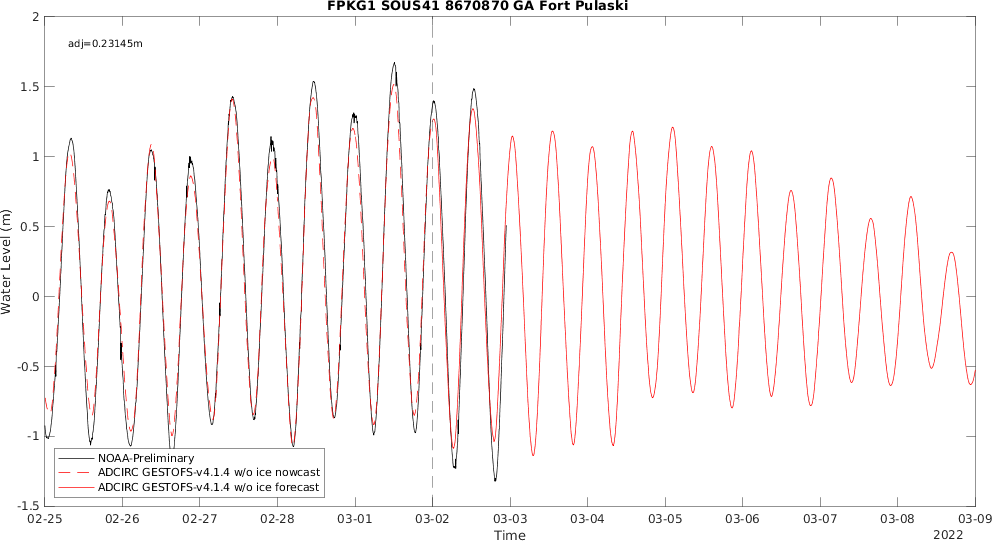 FPKG1 SOUS41 8670870 GA Fort Pulaski
adj=0.23145m
2
1.5
1
0.5
0
-0.5
-1
-1.5
Water Level (m)
NOAA-Preliminary
ADCIRC GESTOFS-v4.1.4 w/o ice nowcast
ADCIRC GESTOFS-v4.1.4 w/o ice forecast
02-25 02-26 02-27 02-28 03-01 03-02 03-03 03-04 03-05 03-06 03-07 03-08 03-09
Time
2022